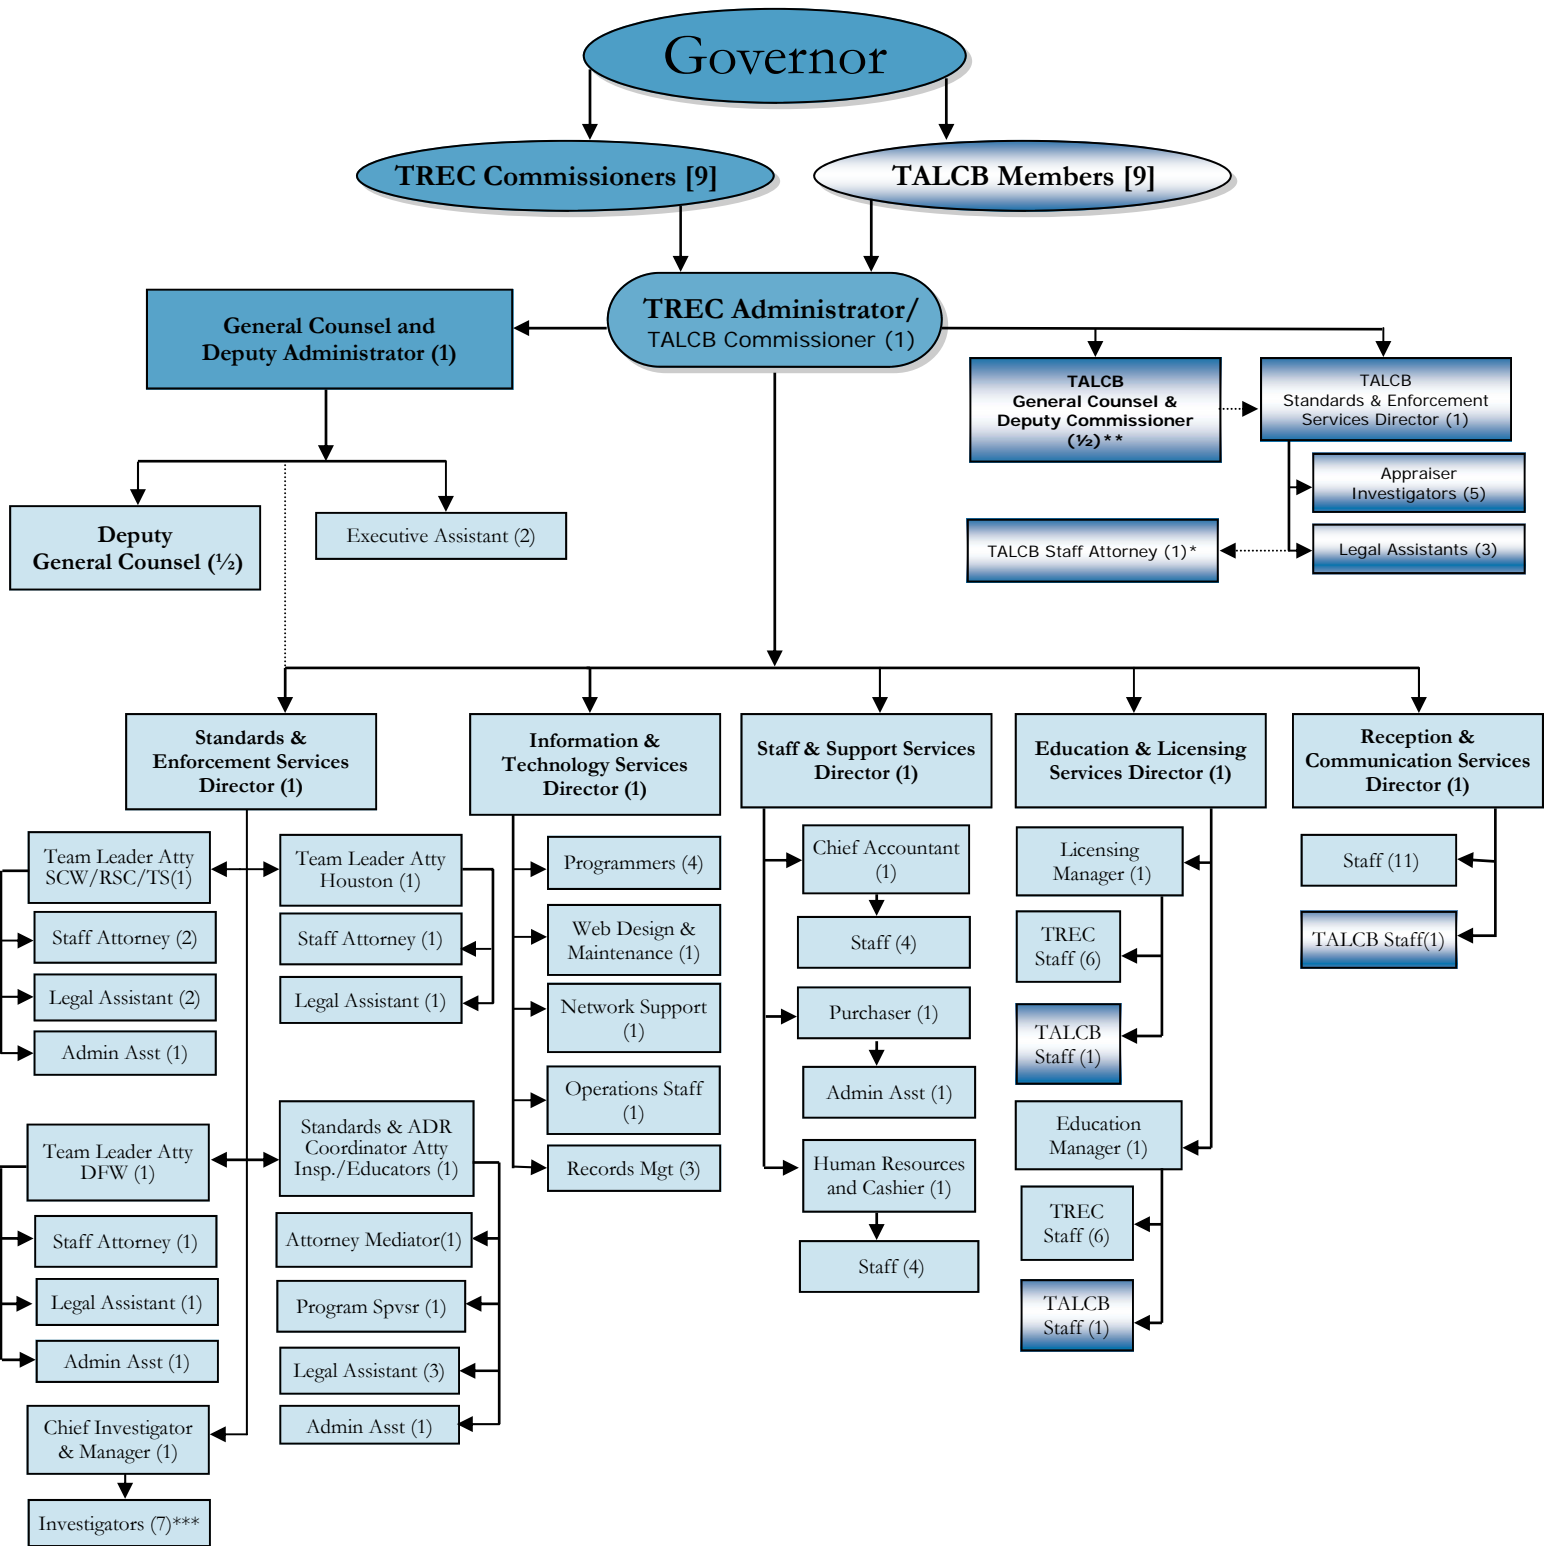 Governor
TREC Commissioners [9]
TALCB Members [9]
TREC Administrator/
TALCB Commissioner (1)
General Counsel and
Deputy Administrator (1)
TALCB
General Counsel &
Deputy Commissioner
(½)**
TALCB
Standards & Enforcement
Services Director (1)
Appraiser
Investigators (5)
TALCB Staff Attorney (1)*
Legal Assistants (3)
Deputy
General Counsel (½)
Executive Assistant (2)
Standards &
Enforcement Services
Director (1)
Team Leader Atty
SCW/RSC/TS(1)
Staff Attorney (2)
Legal Assistant (2)
Admin Asst (1)
Team Leader Atty
Houston (1)
Staff Attorney (1)
Legal Assistant (1)
Team Leader Atty
DFW (1)
Staff Attorney (1)
Legal Assistant (1)
Admin Asst (1)
Standards & ADR
Coordinator Atty
Insp./Educators (1)
Attorney Mediator(1)
Program Spvsr (1)
Legal Assistant (3)
Admin Asst (1)
Chief Investigator
& Manager (1)
Investigators (7)***
Information &
Technology Services
Director (1)
Programmers (4)
Web Design &
Maintenance (1)
Network Support
(1)
Operations Staff
(1)
Records Mgt (3)
Staff & Support Services
Director (1)
Chief Accountant
(1)
Staff (4)
Purchaser (1)
Admin Asst (1)
Human Resources
and Cashier (1)
Staff (4)
Education & Licensing
Services Director (1)
Licensing
Manager (1)
TREC
Staff (6)
TALCB
Staff (1)
Education
Manager (1)
TREC
Staff (6)
TALCB
Staff (1)
Reception &
Communication Services
Director (1)
Staff (11)
TALCB Staff(1)